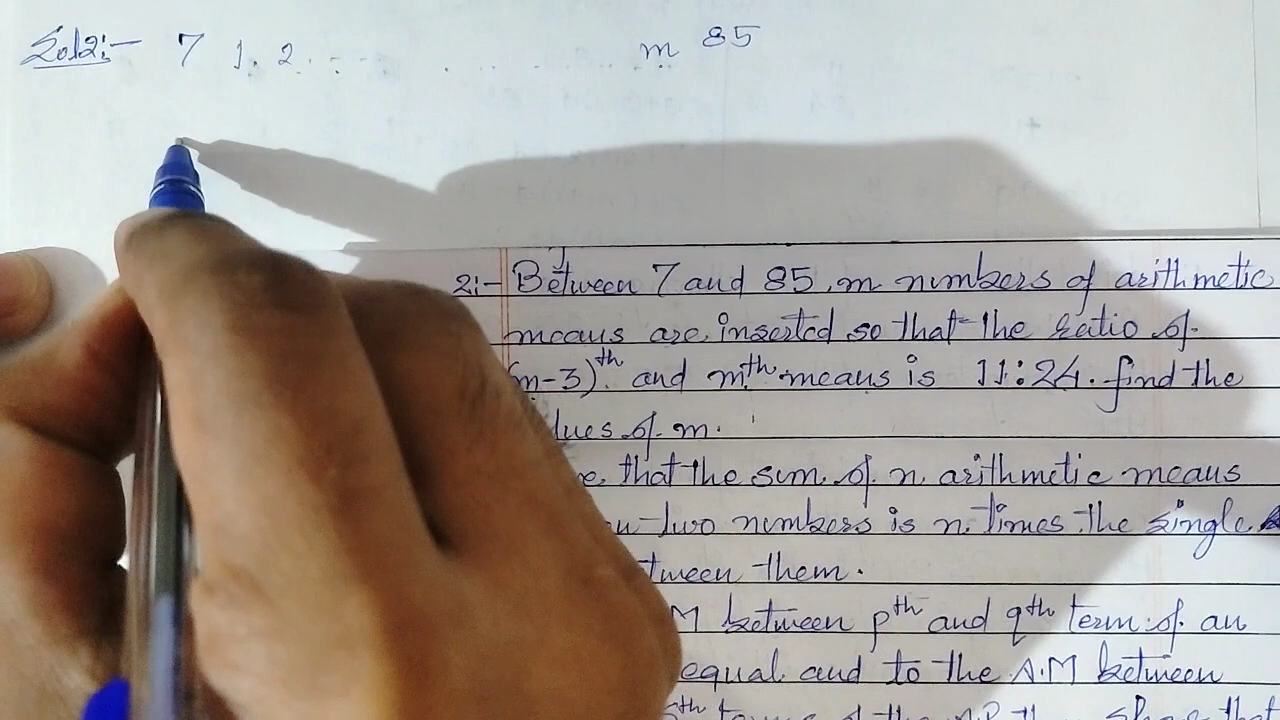 Sol2:- 7 1. 2 . . - - . . . . . . . . . m 85
2:- Between 7 and 85, m numbers of arithmetic
means are inserted so that the ratio of
(m-3)th and mth means is 11:24. find the
of m.
that the sum of n arithmetic means
two numbers is n times the single
between them.
between pth and qth term of an
equal and to the A.M between